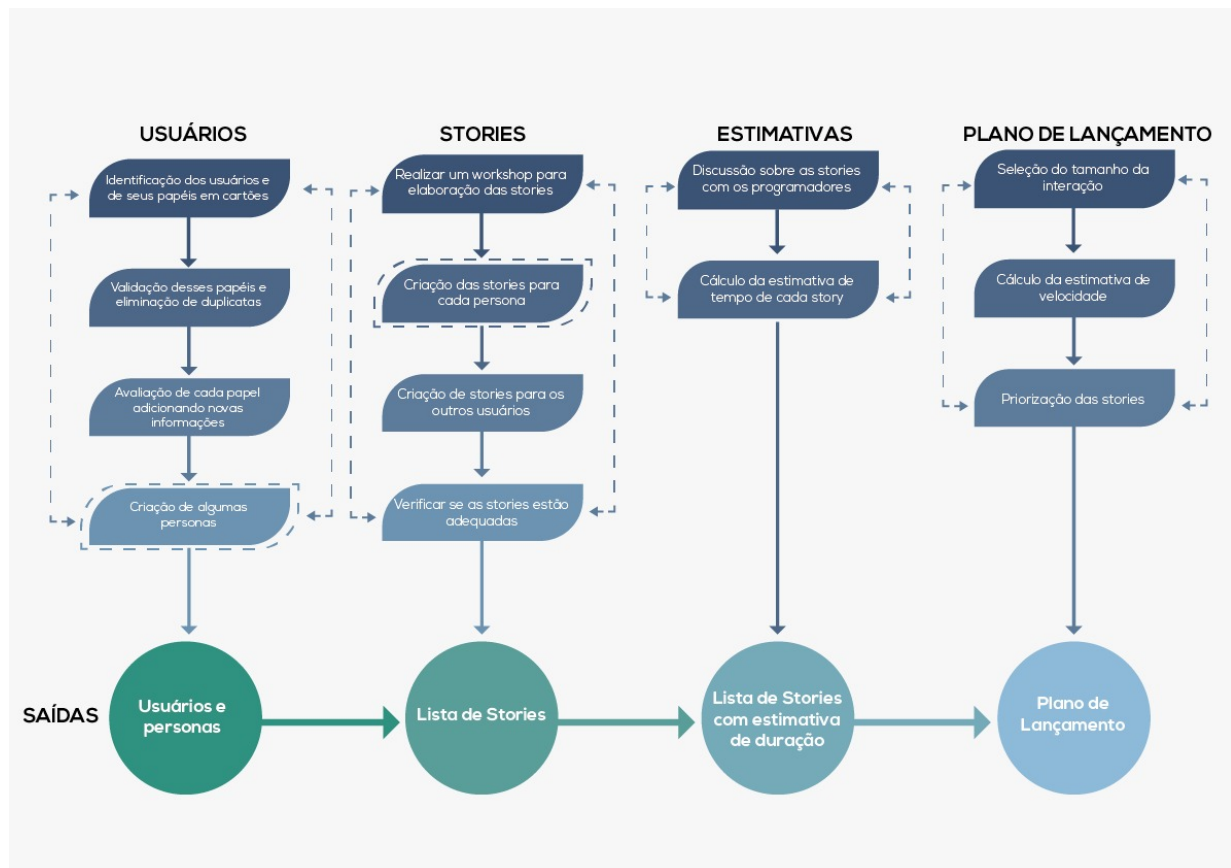 USUÁRIOS
Identificação dos usuários e
de seus papéis em cartões
Validação desses papéis e
eliminação de duplicatas
Avaliação de cada papel
adicionando novas
informações
Criação de algumas
personas
STORIES
Realizar um workshop para
elaboração das stories
Criação das stories para
cada persona
Criação de stories para os
outros usuários
Verificar se as stories estão
adequadas
ESTIMATIVAS
Discussão sobre as stories
com os programadores
Cálculo da estimativa de
tempo de cada story
PLANO DE LANÇAMENTO
Seleção do tamanho da
interação
Cálculo da estimativa de
velocidade
Priorização das stories
SAÍDAS
Usuários e
personas
Lista de Stories
Lista de Stories
com estimativa
de duração
Plano de
Lançamento